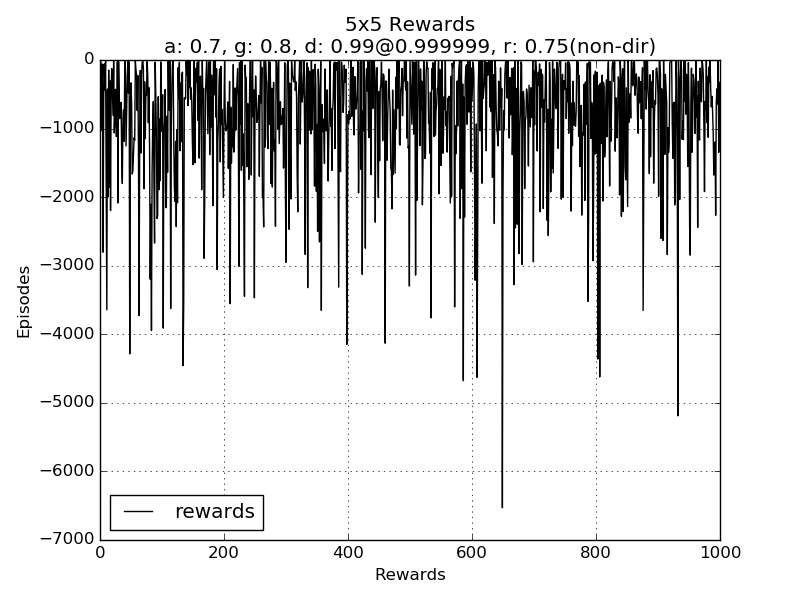 5x5 Rewards
a: 0.7, g: 0.8, d: 0.99@0.999999, r: 0.75(non-dir)
0
−1000
−2000
−3000
−4000
−5000
−6000
−7000
Episodes
rewards
0 200 400 600 800 1000
Rewards